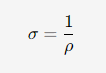 σ = 1/ρ